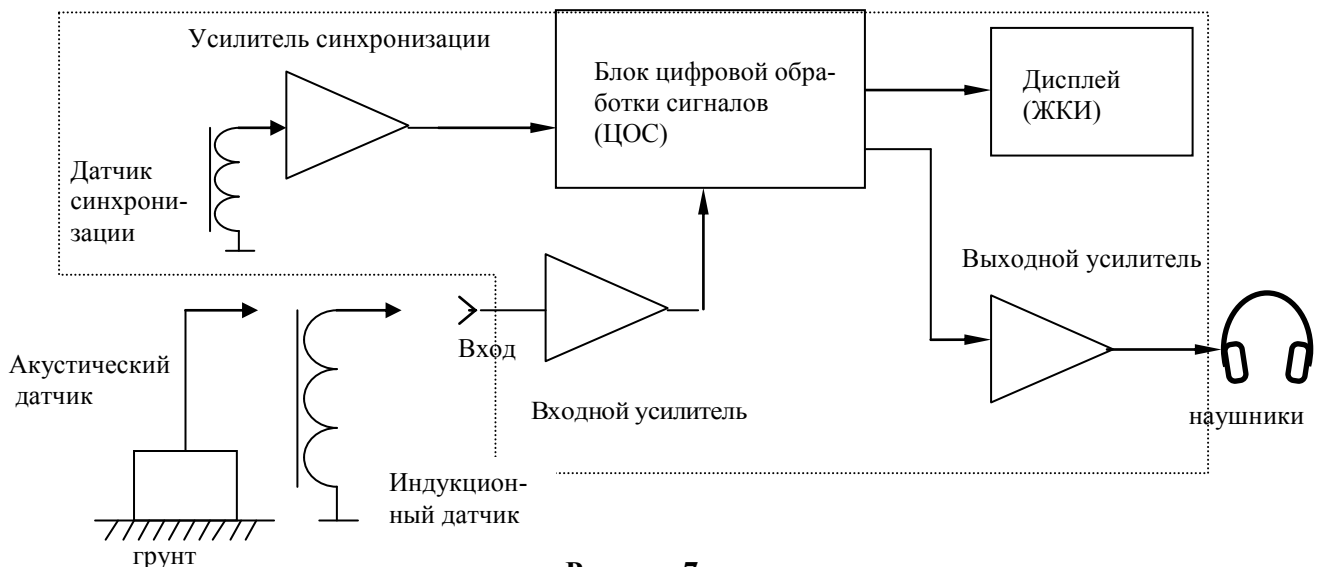 Усилитель синхронизации
Блок цифровой обра-
ботки сигналов
(ЦОС)
Дисплей
(ЖКИ)
Датчик
синхрони-
зации
Выходной усилитель
Вход
Акустический
датчик
Входной усилитель
наушники
Индукцион-
ный датчик
грунт
7